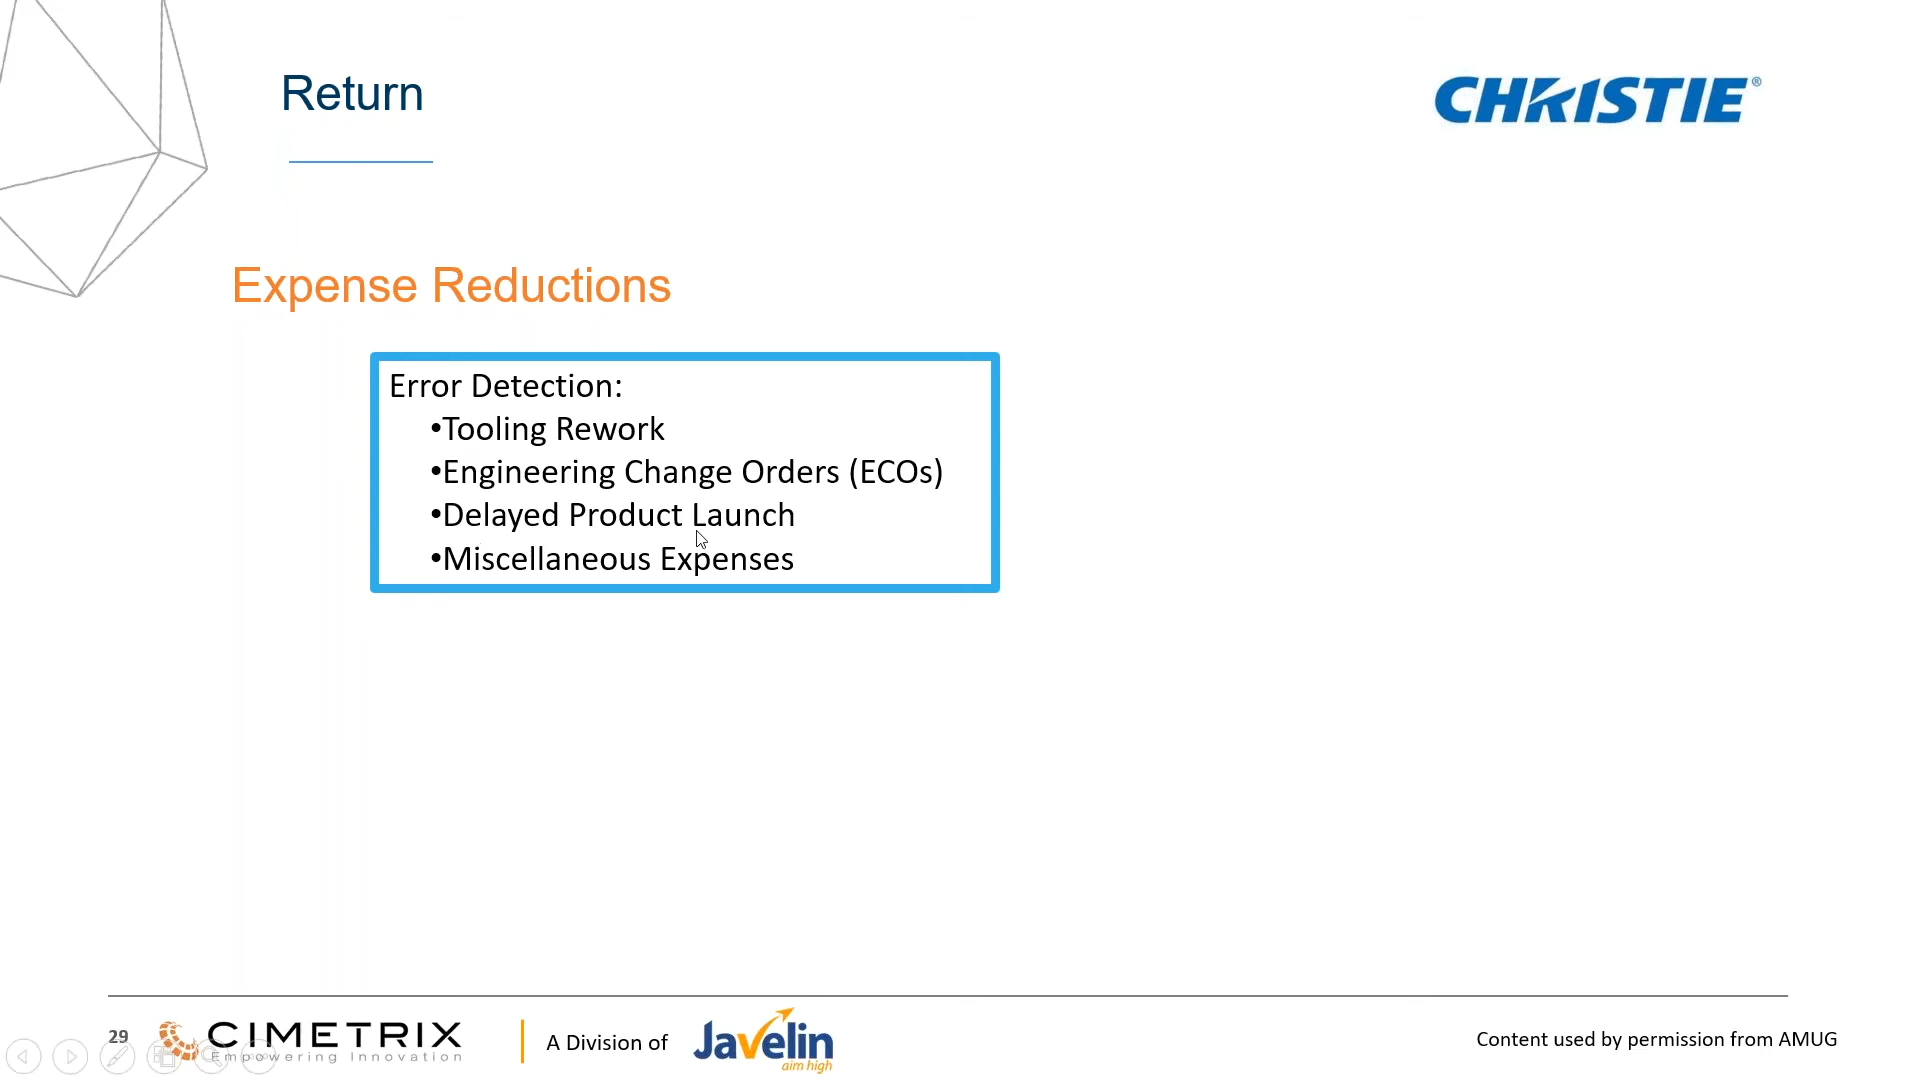 Return
CHRISTIE®
Expense Reductions
Error Detection:
•Tooling Rework
•Engineering Change Orders (ECOs)
•Delayed Product Launch
•Miscellaneous Expenses
29
CIMETRIX
Empowering Innovation
A Division of
Javelin
aim high
Content used by permission from AMUG